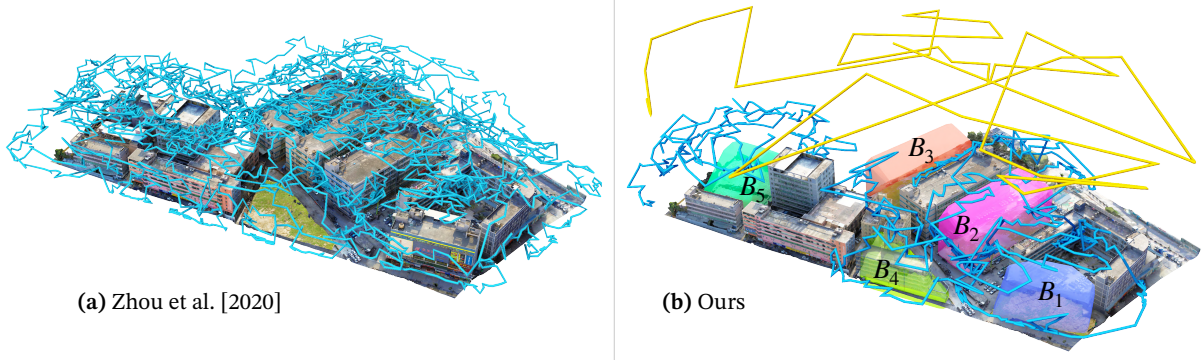 B₃
B₅
B₂
B₄
B₁
(a) Zhou et al. [2020]
(b) Ours